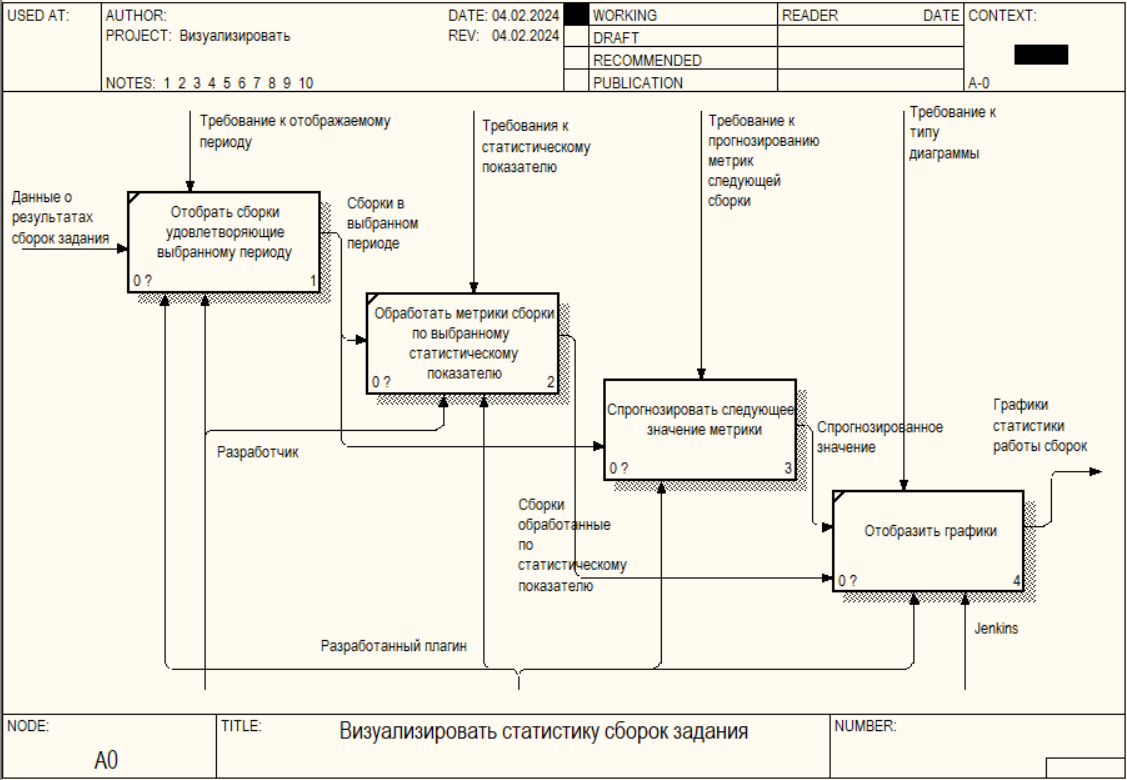 USED AT:
AUTHOR:
DATE: 04.02.2024
PROJECT: Визуализировать
REV: 04.02.2024
NOTES: 1 2 3 4 5 6 7 8 9 10
WORKING
DRAFT
RECOMMENDED
PUBLICATION
READER
DATE
CONTEXT:
A-0
Требование к отображаемому
периоду
Требования к
статистическому
показателю
Требование к
прогнозированию
метрик
следующей
сборки
Требование к
типу
диаграммы
Данные о
результатах
сборок задания
Отобрать сборки
удовлетворяющие
выбранному периоду
0 ?
1
Сборки в
выбранном
периоде
Обработать метрики сборки
по выбранному
статистическому
показателю
0 ?
2
Спрогнозировать следующее
значение метрики
0 ?
3
Спрогнозированное
значение
Графики
статистики
работы сборок
Разработчик
Сборки
обработанные
по
статистическому
показателю
Отобразить графики
0 ?
4
Jenkins
Разработанный плагин
NODE:
A0
TITLE:
Визуализировать статистику сборок задания
NUMBER: